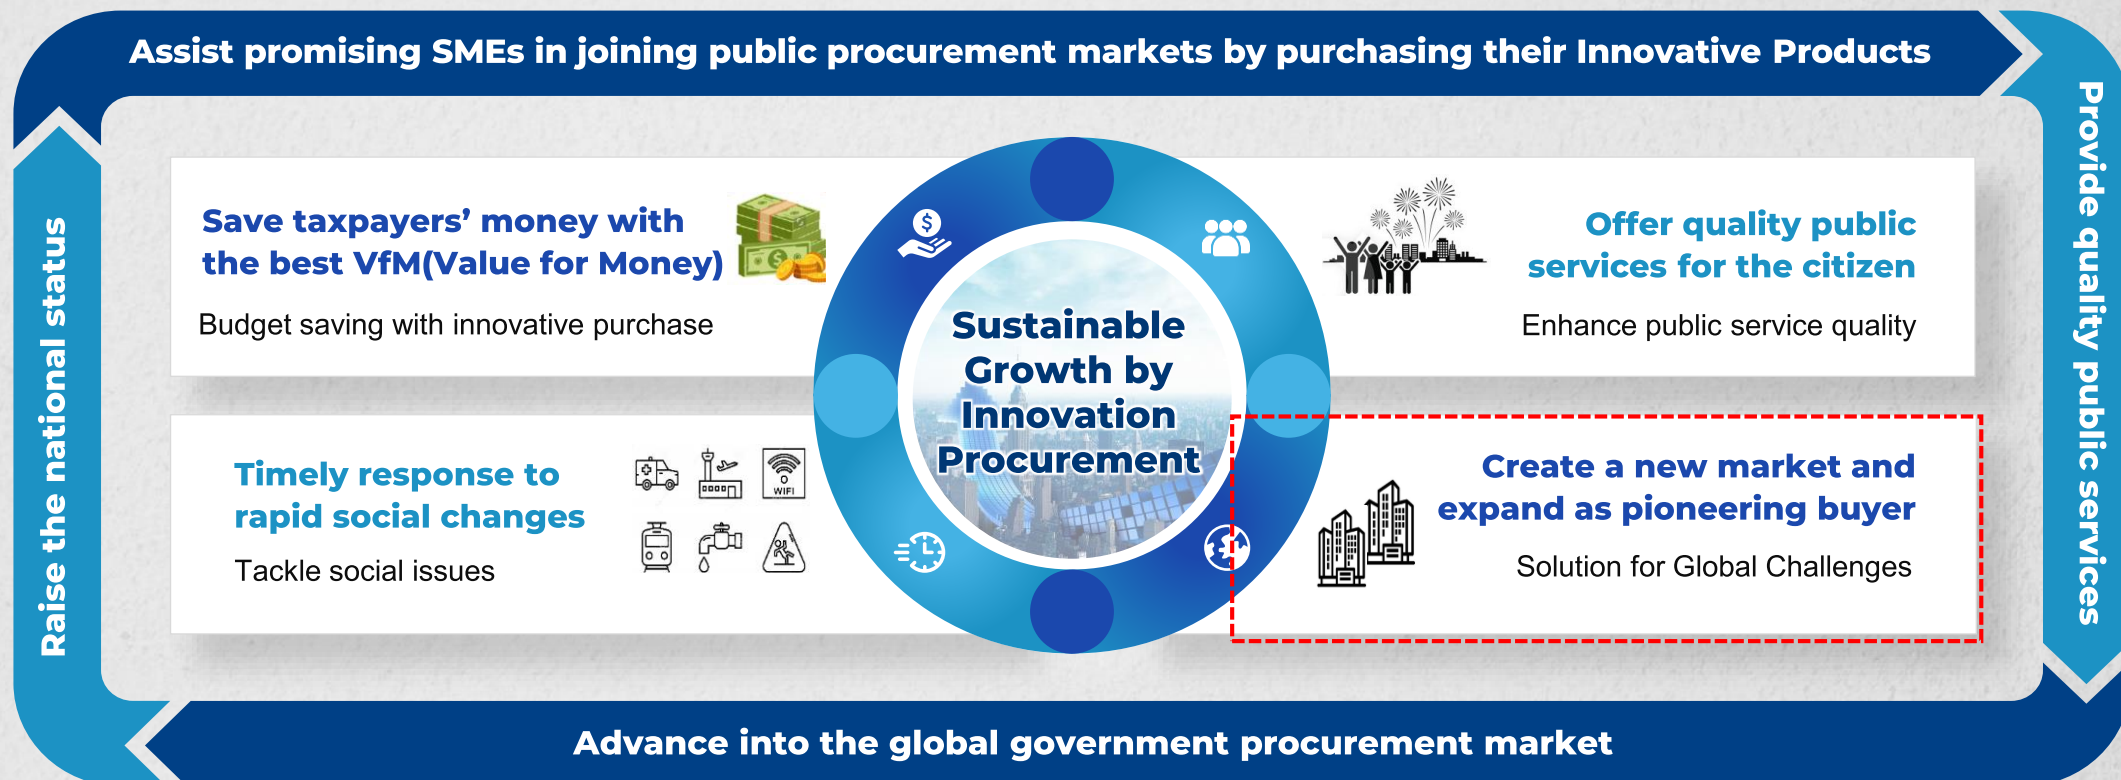 Assist promising SMEs in joining public procurement markets by purchasing their Innovative Products
Provide quality public services
Advance into the global government procurement market
Raise the national status
Save taxpayers’ money with
the best VfM(Value for Money)
Budget saving with innovative purchase
Offer quality public
services for the citizen
Enhance public service quality
Sustainable
Growth by
Innovation
Procurement
Timely response to
rapid social changes
Tackle social issues
WIFI
Create a new market and
expand as pioneering buyer
Solution for Global Challenges